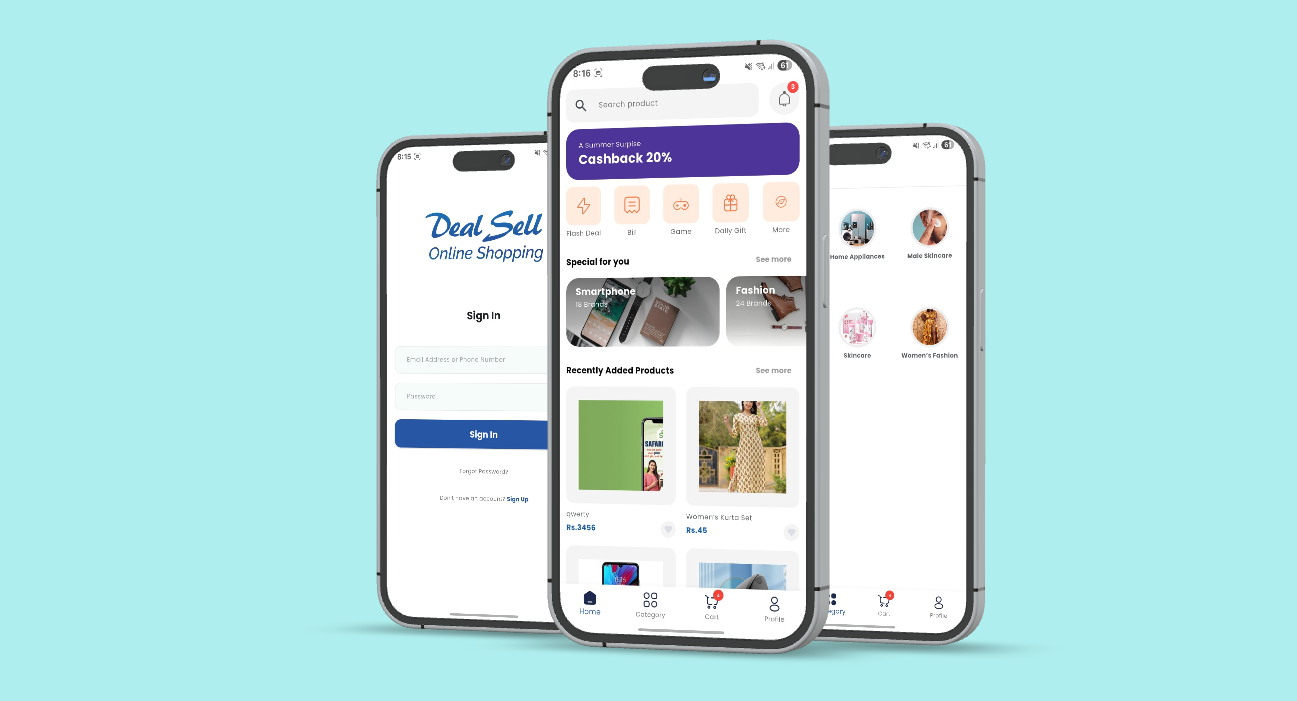 8:15
Deal Sell
Online Shopping
Sign In
Email Address or Phone Number
Password
Sign In
Forgot Password?
Don't have an account? Sign Up
8:16
61
Search product
3
A Summer Surpise
Cashback 20%
Flash Deal
Bill
Game
Daily Gift
More
Special for you
See more
Smartphone
18 Brands
Fashion
24 Brands
Recently Added Products
See more
SAFARI
qwerty
Rs.3456
Women's Kurta Set
Rs.45
Home
Category
4
Cart
Profile
61
Home Appliances
Male Skincare
Skincare
Women's Fashion
egory
Cart
Profile